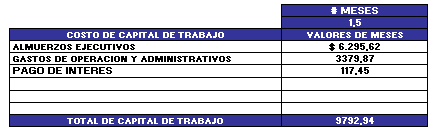 # MESES
1,5
COSTO DE CAPITAL DE TRABAJO VALORES DE MESES
ALMUERZOS EJECUTIVOS $ 6.295,62
GASTOS DE OPERACION Y ADMINISTRATIVOS 3379,87
PAGO DE INTERES 117,45
TOTAL DE CAPITAL DE TRABAJO 9792,94